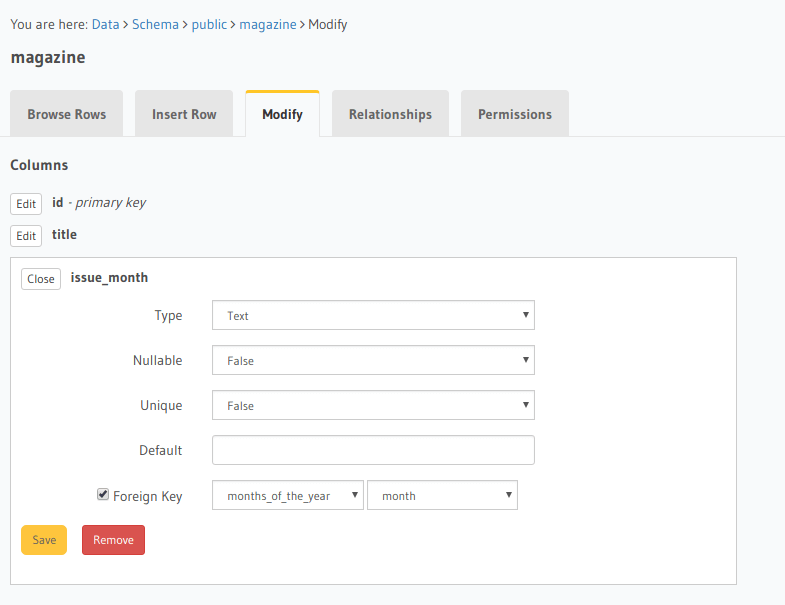 You are here: Data > Schema > public > magazine > Modify
magazine
Browse Rows Insert Row Modify Relationships Permissions
Columns
Edit id - primary key
Edit title
Close issue_month
Type Text
Nullable False
Unique False
Default
Foreign Key months_of_the_year month
Save Remove